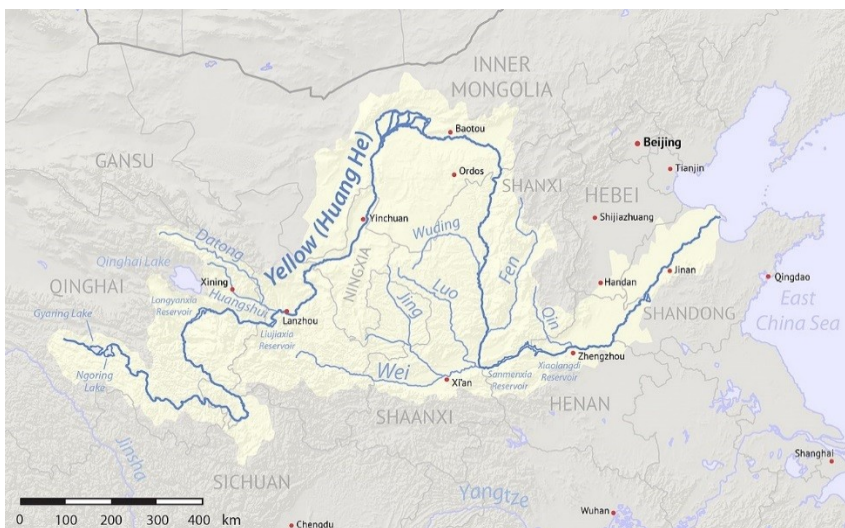 INNER
MONGOLIA
Baotou
Beijing
GANSU
Ordos
Tianjin
SHANXI
HEBEI
Yellow (Huang He)
Yinchuan
Shijiazhuang
Wuding
Datong
NINGXIA
Fen
Qinghai Lake
Xining
Luo
Handan
Jinan
Qingdao
QINGHAI
Longyanxia
Reservoir
Huangshui
Jing
Qin
East
China Sea
Gyaring Lake
Lanzhou
SHANDONG
Liujiaxia
Reservoir
Zhengzhou
Ngoring
Lake
Wei
Xi'an
Sanmenxia
Reservoir
Xiaolangdi
Reservoir
HENAN
SHAANXI
Jinsha
SICHUAN
Shanghai
Yangtze
Wuhan
0 100 200 300 400 km
Chengdu